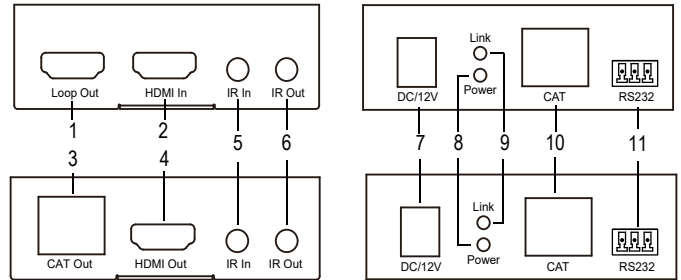 Loop Out HDMI In IR In IR Out
1 2 5 6
3 4
CAT Out HDMI Out IR In IR Out
Link
Power
DC/12V CAT RS232
7 8 9 10 11
Link
Power
DC/12V CAT RS232